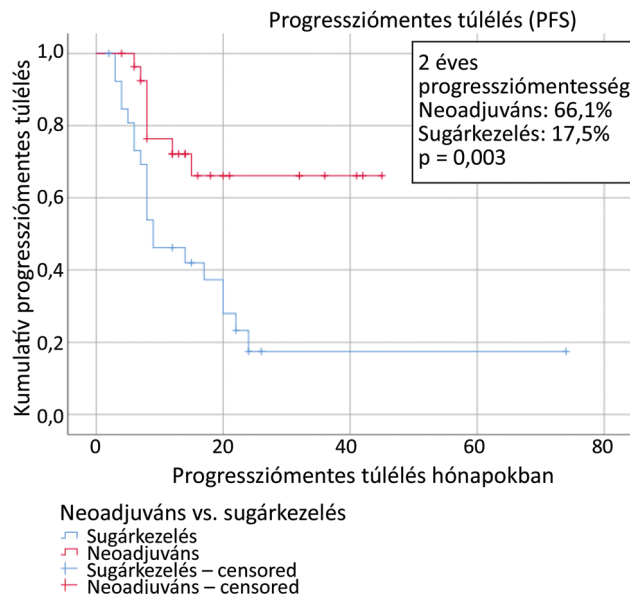 Progressziómentes túlélés (PFS)
2 éves
progressziómentesség
Neoadjuváns: 66,1%
Sugárkezelés: 17,5%
p = 0,003
Kumulatív progressziómentes túlélés
1,0
0,8
0,6
0,4
0,2
0,0
0 20 40 60 80
Progressziómentes túlélés hónapokban
Neoadjuváns vs. sugárkezelés
Sugárkezelés
Neoadjuváns
Sugárkezelés – censored
Neoadjuváns – censored